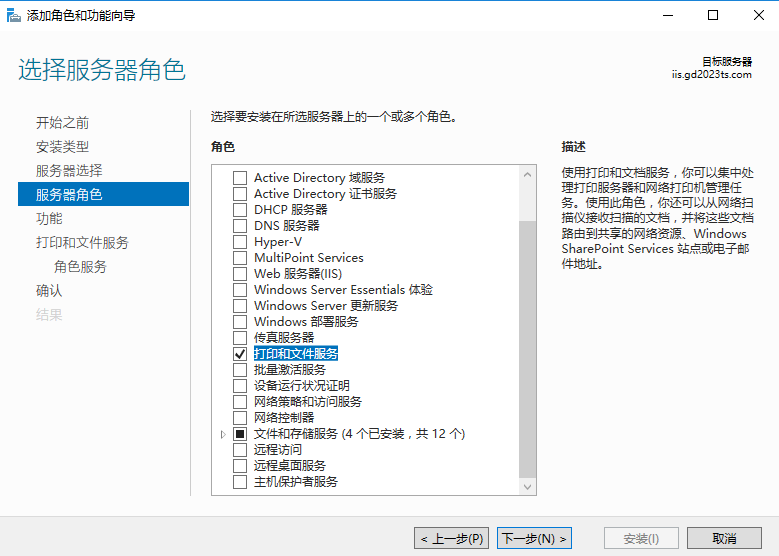 添加角色和功能向导
选择服务器角色
目标服务器
iis.gd2023ts.com
开始之前
安装类型
服务器选择
服务器角色
功能
打印和文件服务
角色服务
确认
结果
选择要安装在所选服务器上的一个或多个角色。
角色
Active Directory 域服务
Active Directory 证书服务
DHCP 服务器
DNS 服务器
Hyper-V
MultiPoint Services
Web 服务器(IIS)
Windows Server Essentials 体验
Windows Server 更新服务
Windows 部署服务
传真服务器
打印和文件服务
批量激活服务
设备运行状况证明
网络策略和访问服务
网络控制器
文件和存储服务 (4 个已安装，共 12 个)
远程访问
远程桌面服务
主机保护者服务
描述
使用打印和文档服务，你可以集中处
理打印服务器和网络打印机管理任
务。使用此角色，你还可以从网络扫
描仪接收扫描的文档，并将这些文档
路由到共享的网络资源、Windows
SharePoint Services 站点或电子邮
件地址。
< 上一步(P)
下一步(N) >
安装(I)
取消